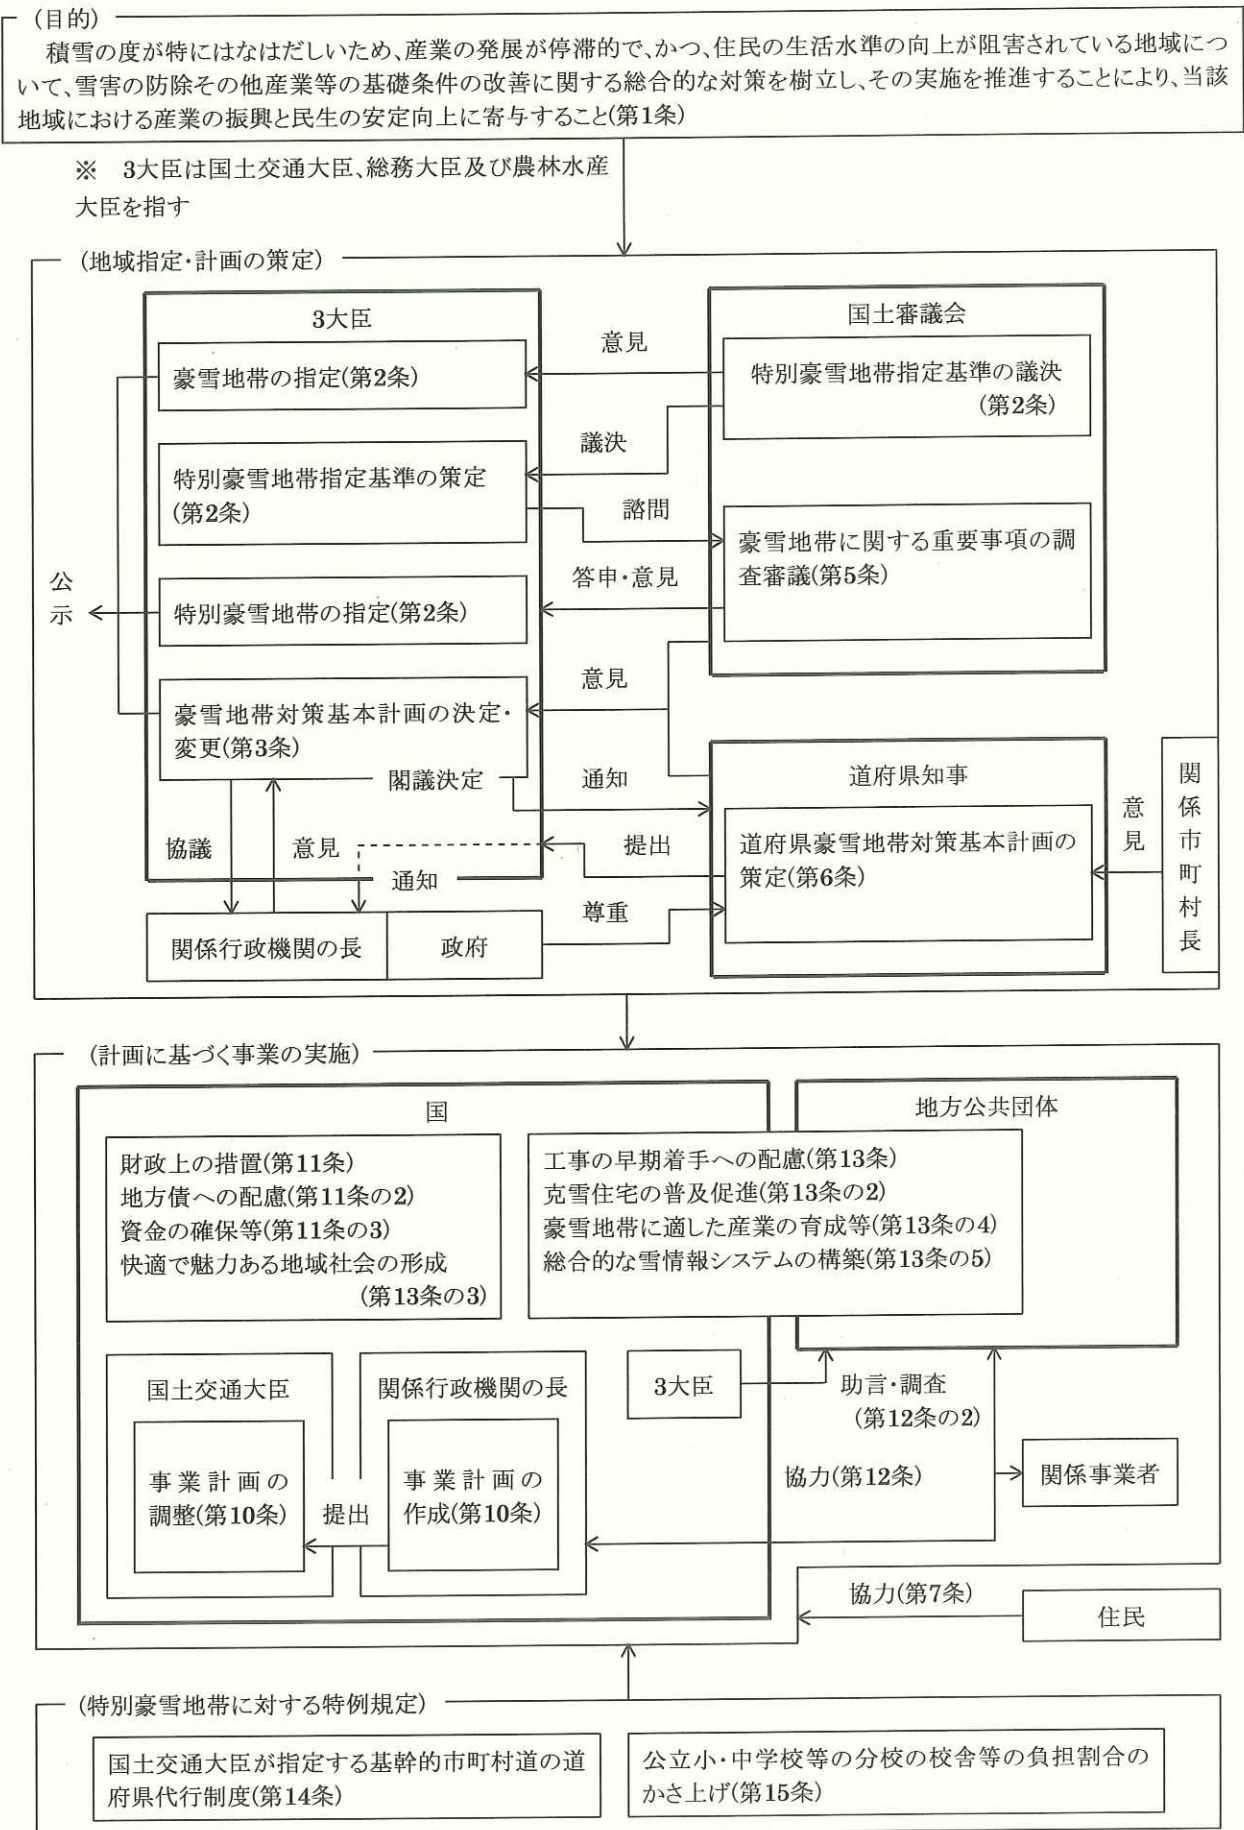 (目的)
積雪の度が特にはなはだしいため、産業の発展が停滞的で、かつ、住民の生活水準の向上が阻害されている地域につ
いて、雪害の防除その他産業等の基礎条件の改善に関する総合的な対策を樹立し、その実施を推進することにより、当該
地域における産業の振興と民生の安定向上に寄与すること(第1条)
※ 3大臣は国土交通大臣、総務大臣及び農林水産
大臣を指す
(地域指定・計画の策定)
3大臣
豪雪地帯の指定(第2条)
特別豪雪地帯指定基準の策定
(第2条)
特別豪雪地帯の指定(第2条)
豪雪地帯対策基本計画の決定・
変更(第3条)
閣議決定
公示
意見
議決
諮問
答申・意見
意見
通知
提出
尊重
国土審議会
特別豪雪地帯指定基準の議決
(第2条)
豪雪地帯に関する重要事項の調
査審議(第5条)
道府県知事
道府県豪雪地帯対策基本計画の
策定(第6条)
意見
関係市町村長
協議
意見
通知
関係行政機関の長
政府
(計画に基づく事業の実施)
国
財政上の措置(第11条)
地方債への配慮(第11条の2)
資金の確保等(第11条の3)
快適で魅力ある地域社会の形成
(第13条の3)
地方公共団体
工事の早期着手への配慮(第13条)
克雪住宅の普及促進(第13条の2)
豪雪地帯に適した産業の育成等(第13条の4)
総合的な雪情報システムの構築(第13条の5)
国土交通大臣
事業計画の
調整(第10条)
提出
関係行政機関の長
事業計画の
作成(第10条)
3大臣
助言・調査
(第12条の2)
協力(第12条)
関係事業者
協力(第7条)
住民
(特別豪雪地帯に対する特例規定)
国土交通大臣が指定する基幹的市町村道の道
府県代行制度(第14条)
公立小・中学校等の分校の校舎等の負担割合の
かさ上げ(第15条)